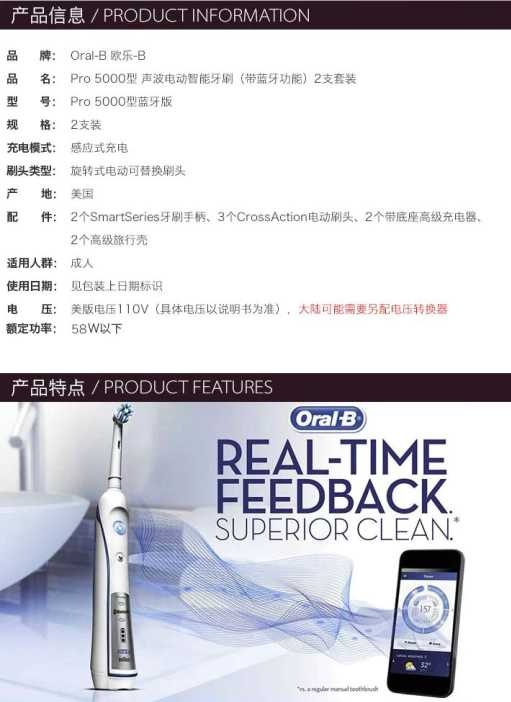 产品信息 / PRODUCT INFORMATION
品 牌： Oral-B 欧乐-B
品 名： Pro 5000型 声波电动智能牙刷（带蓝牙功能）2支套装
型 号： Pro 5000型蓝牙版
规 格： 2支装
充电模式： 感应式充电
刷头类型： 旋转式电动可替换刷头
产 地： 美国
配 件： 2个SmartSeries牙刷手柄、3个CrossAction电动刷头、2个带底座高级充电器、
2个高级旅行壳
适用人群： 成人
使用日期： 见包装上日期标识
电 压： 美版电压110V（具体电压以说明书为准），大陆可能需要另配电压转换器
额定功率： 58W以下
产品特点 / PRODUCT FEATURES
Oral-B
REAL-TIME
FEEDBACK.
SUPERIOR CLEAN.*
157
32°
*vs. a regular manual toothbrush